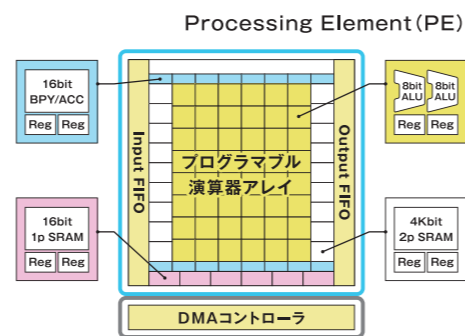 Processing Element(PE)
16bit
BPY/ACC
Reg Reg
8bit
ALU
8bit
ALU
Reg Reg
Input FIFO
プログラマブル
演算器アレイ
Output FIFO
16bit
1p SRAM
Reg Reg
4Kbit
2p SRAM
Reg Reg
DMAコントローラ